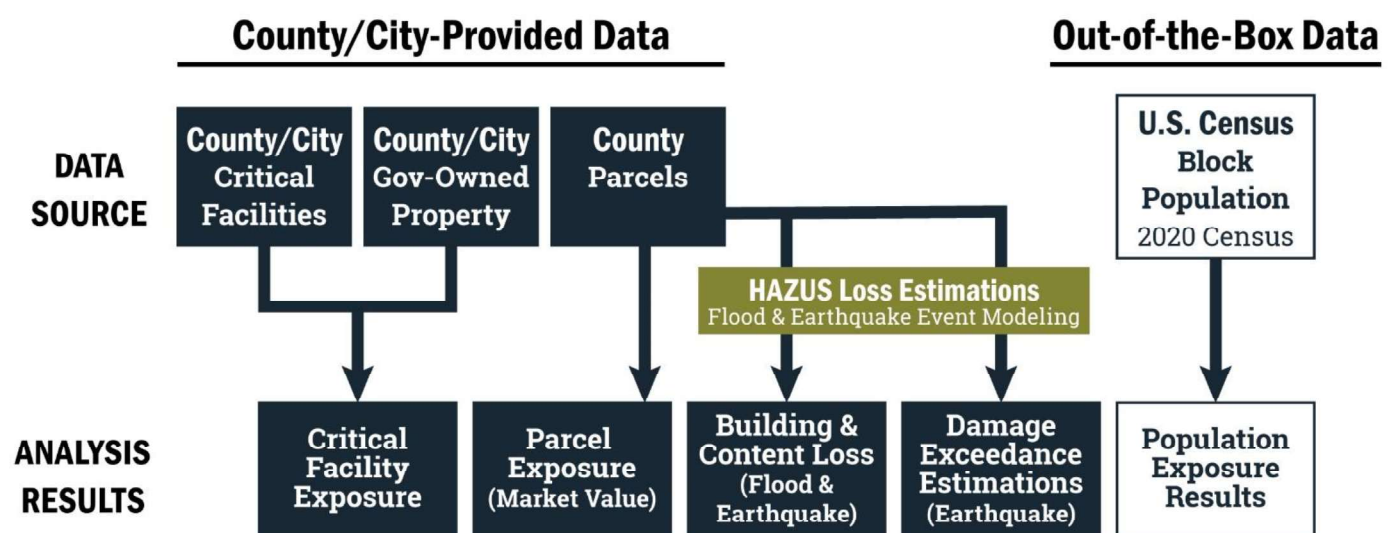 County/City-Provided Data
Out-of-the-Box Data
DATA
SOURCE
County/City
Critical
Facilities
County/City
Gov-Owned
Property
County
Parcels
U.S. Census
Block
Population
2020 Census
HAZUS Loss Estimations
Flood & Earthquake Event Modeling
ANALYSIS
RESULTS
Critical
Facility
Exposure
Parcel
Exposure
(Market Value)
Building &
Content Loss
(Flood &
Earthquake)
Damage
Exceedance
Estimations
(Earthquake)
Population
Exposure
Results